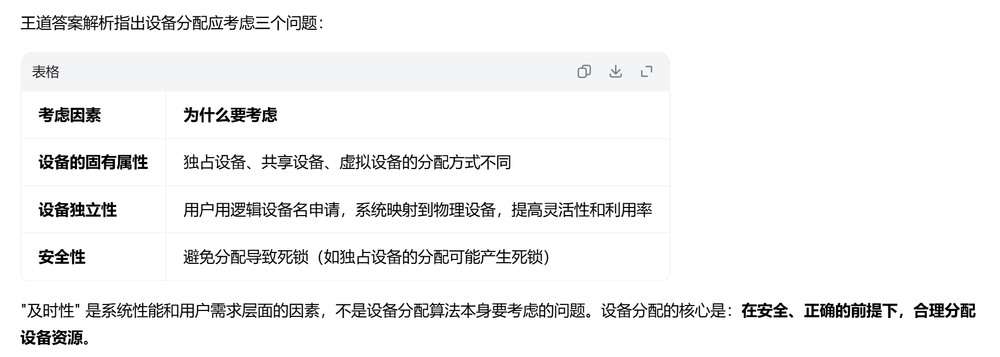 王道答案解析指出设备分配应考虑三个问题：
表格
考虑因素 为什么要考虑
设备的固有属性 独占设备、共享设备、虚拟设备的分配方式不同
设备独立性 用户用逻辑设备名申请，系统映射到物理设备，提高灵活性和利用率
安全性 避免分配导致死锁（如独占设备的分配可能产生死锁）
"及时性" 是系统性能和用户需求层面的因素，不是设备分配算法本身要考虑的问题。设备分配的核心是：在安全、正确的前提下，合理分配
设备资源。